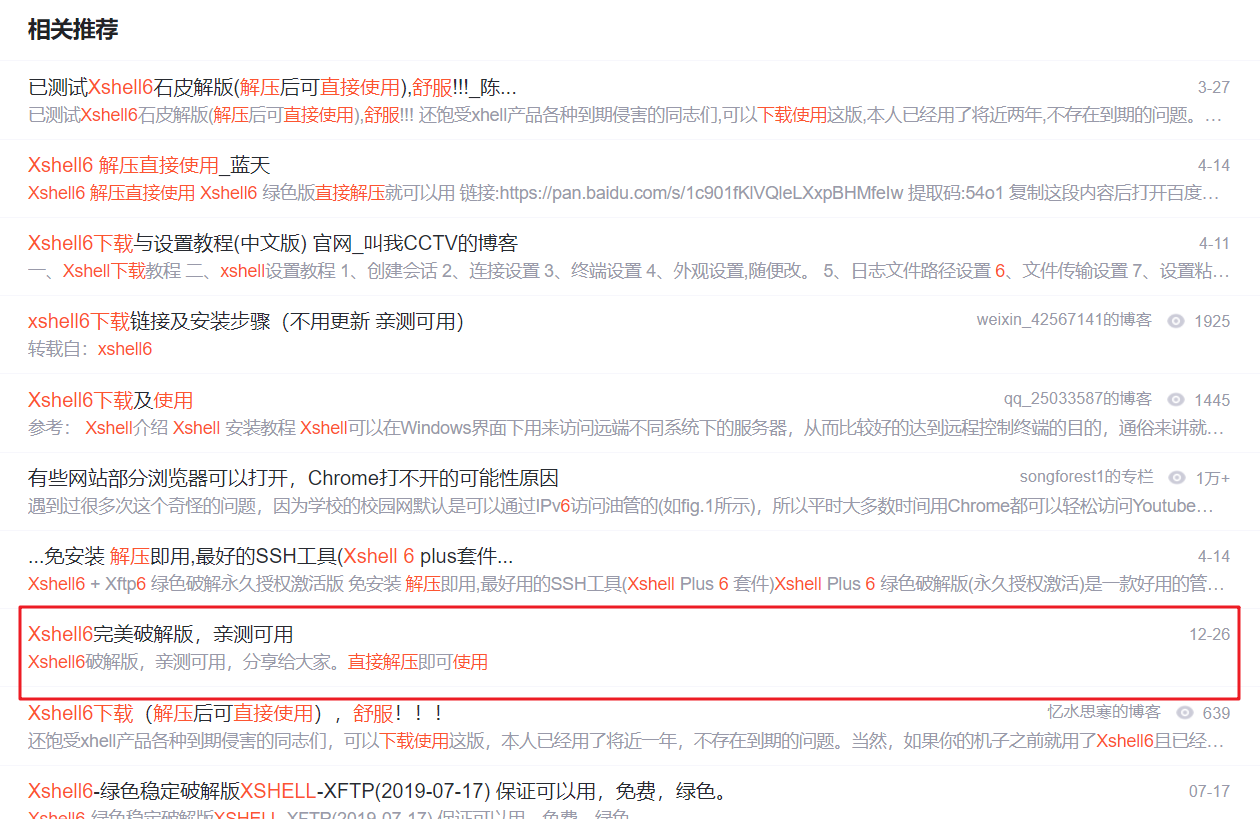 相关推荐
已测试Xshell6石皮解版(解压后可直接使用),舒服!!!_陈...
3-27
已测试Xshell6石皮解版(解压后可直接使用),舒服!!! 还饱受xhell产品各种到期侵害的同志们,可以下载使用这版,本人已经用了将近两年,不存在到期的问题。...
Xshell6 解压直接使用_蓝天
4-14
Xshell6 解压直接使用 Xshell6 绿色版直接解压就可以用 链接:https://pan.baidu.com/s/1c901fKlVQleLXxpBHMfeIw 提取码:54o1 复制这段内容后打开百度...
Xshell6下载与设置教程(中文版) 官网_叫我CCTV的博客
4-11
一、Xshell下载教程 二、xshell设置教程 1、创建会话 2、连接设置 3、终端设置 4、外观设置,随便改。 5、日志文件路径设置 6、文件传输设置 7、设置粘...
xshell6下载链接及安装步骤（不用更新 亲测可用）
weixin_42567141的博客 1925
转载自：xshell6
Xshell6下载及使用
qq_25033587的博客 1445
参考： Xshell介绍 Xshell 安装教程 Xshell可以在Windows界面下用来访问远端不同系统下的服务器，从而比较好的达到远程控制终端的目的，通俗来讲就...
有些网站部分浏览器可以打开，Chrome打不开的可能性原因
songforest1的专栏 1万+
遇到过很多次这个奇怪的问题，因为学校的校园网默认是可以通过IPv6访问油管的(如fig.1所示)，所以平时大多数时间用Chrome都可以轻松访问Youtube...
...免安装 解压即用,最好的SSH工具(Xshell 6 plus套件...
4-14
Xshell6 + Xftp6 绿色破解永久授权激活版 免安装 解压即用,最好用的SSH工具(Xshell Plus 6 套件)Xshell Plus 6 绿色破解版(永久授权激活)是一款好用的管...
Xshell6完美破解版，亲测可用
12-26
Xshell6破解版，亲测可用，分享给大家。直接解压即可使用
Xshell6下载（解压后可直接使用），舒服！！！
忆水思寒的博客 639
还饱受xhell产品各种到期侵害的同志们，可以下载使用这版，本人已经用了将近一年，不存在到期的问题。当然，如果你的机子之前就用了Xshell6且已经...
Xshell6-绿色稳定破解版XSHELL-XFTP(2019-07-17) 保证可以用，免费，绿色。
07-17
Xshell6-绿色稳定破解版XSHELL-XFTP(2019-07-17) 保证可以用，免费，绿色。